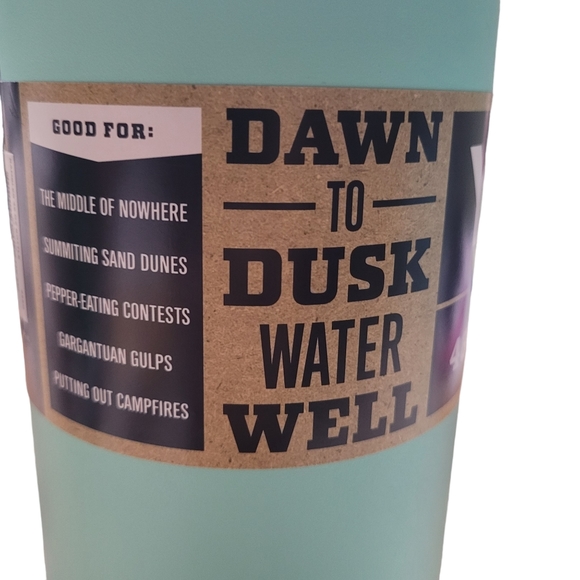 GOOD FOR:
THE MIDDLE OF NOWHERE
SUMMITING SAND DUNES
PEPPER-EATING CONTESTS
GARGANTUAN GULPS
PUTTING OUT CAMPFIRES
DAWN
TO
DUSK
WATER
WELL